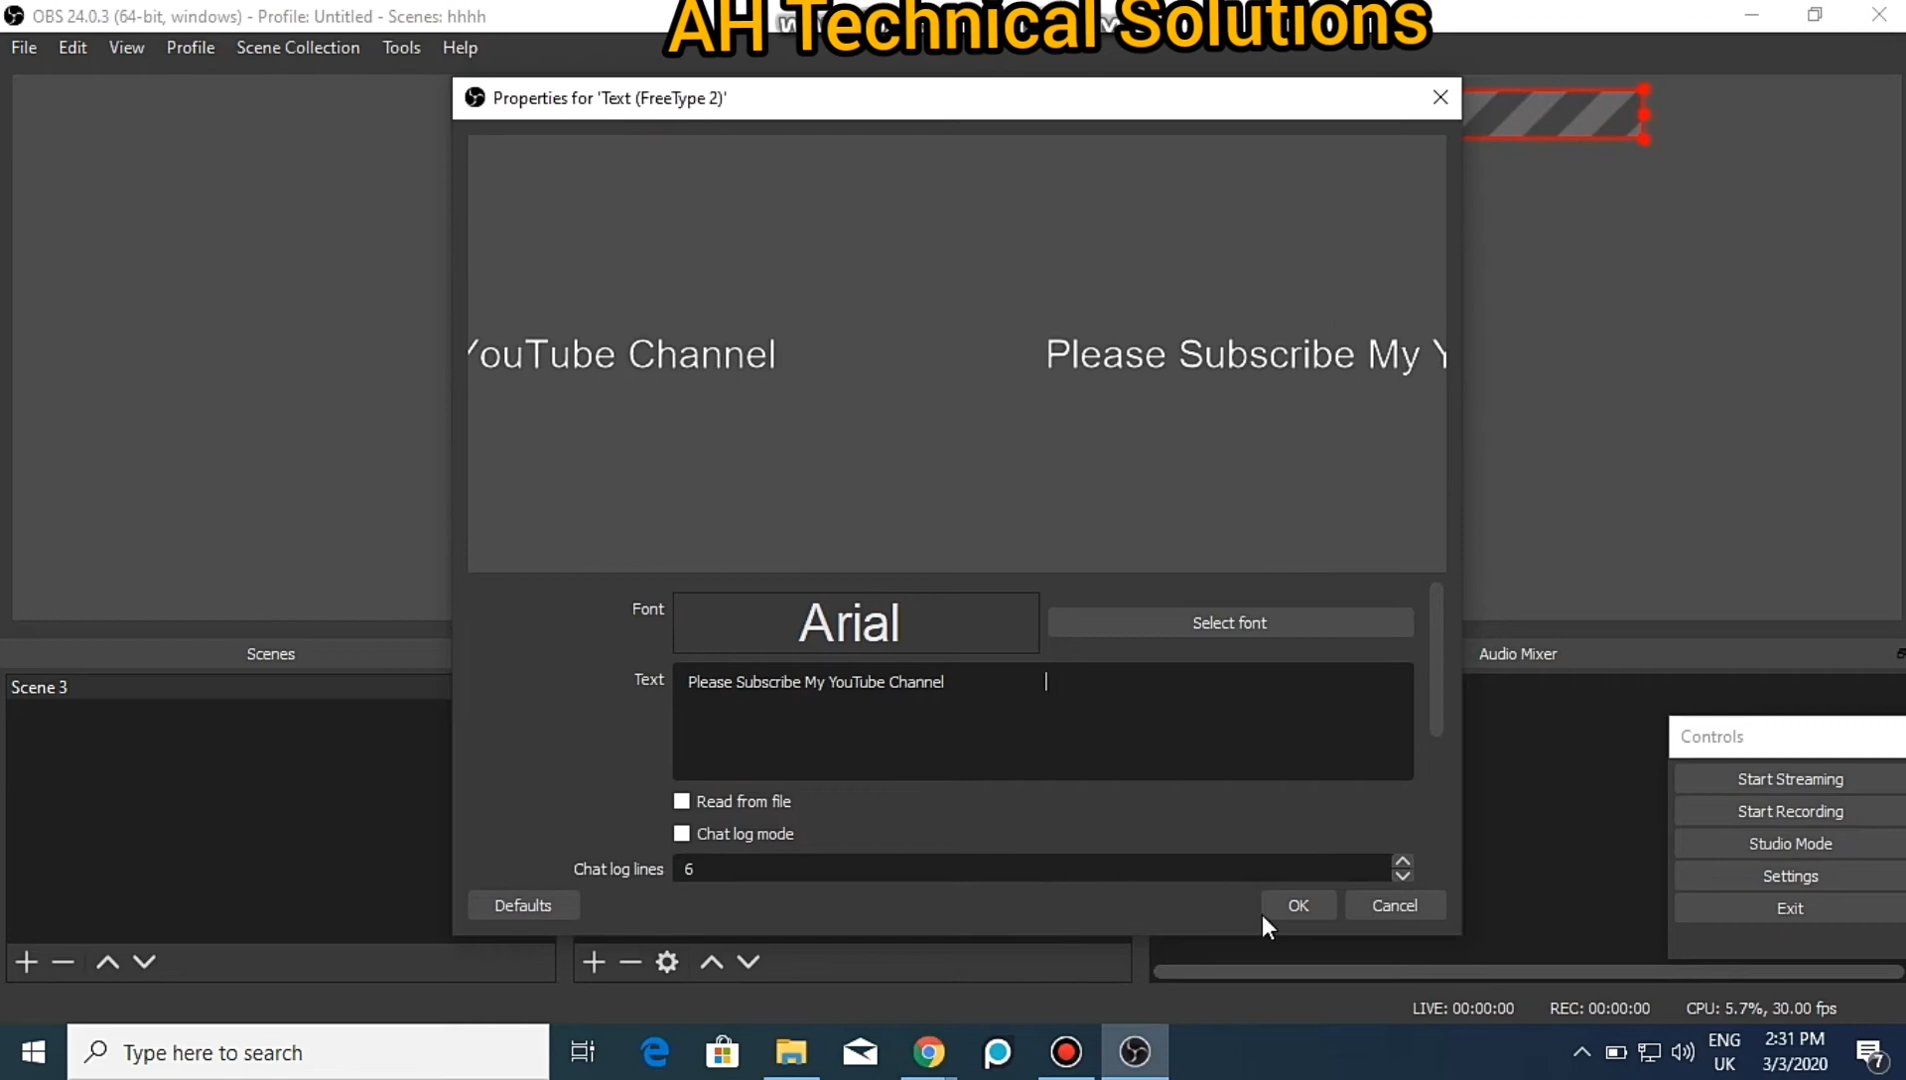 OBS 24.0.3 (64-bit, windows) - Profile: Untitled - Scenes: hhhh
AH Technical Solutions
File Edit View Profile Scene Collection Tools Help
Properties for 'Text (FreeType 2)'
YouTube Channel Please Subscribe My Y
Font Arial Select font
Scenes
Audio Mixer
Text Please Subscribe My YouTube Channel
Scene 3
Controls
Start Streaming
Read from file
Start Recording
Chat log mode
Studio Mode
Chat log lines 6
Settings
Defaults OK Cancel
Exit
LIVE: 00:00:00 REC: 00:00:00 CPU: 5.7%, 30.00 fps
Type here to search
ENG
UK
2:31 PM
3/3/2020
7